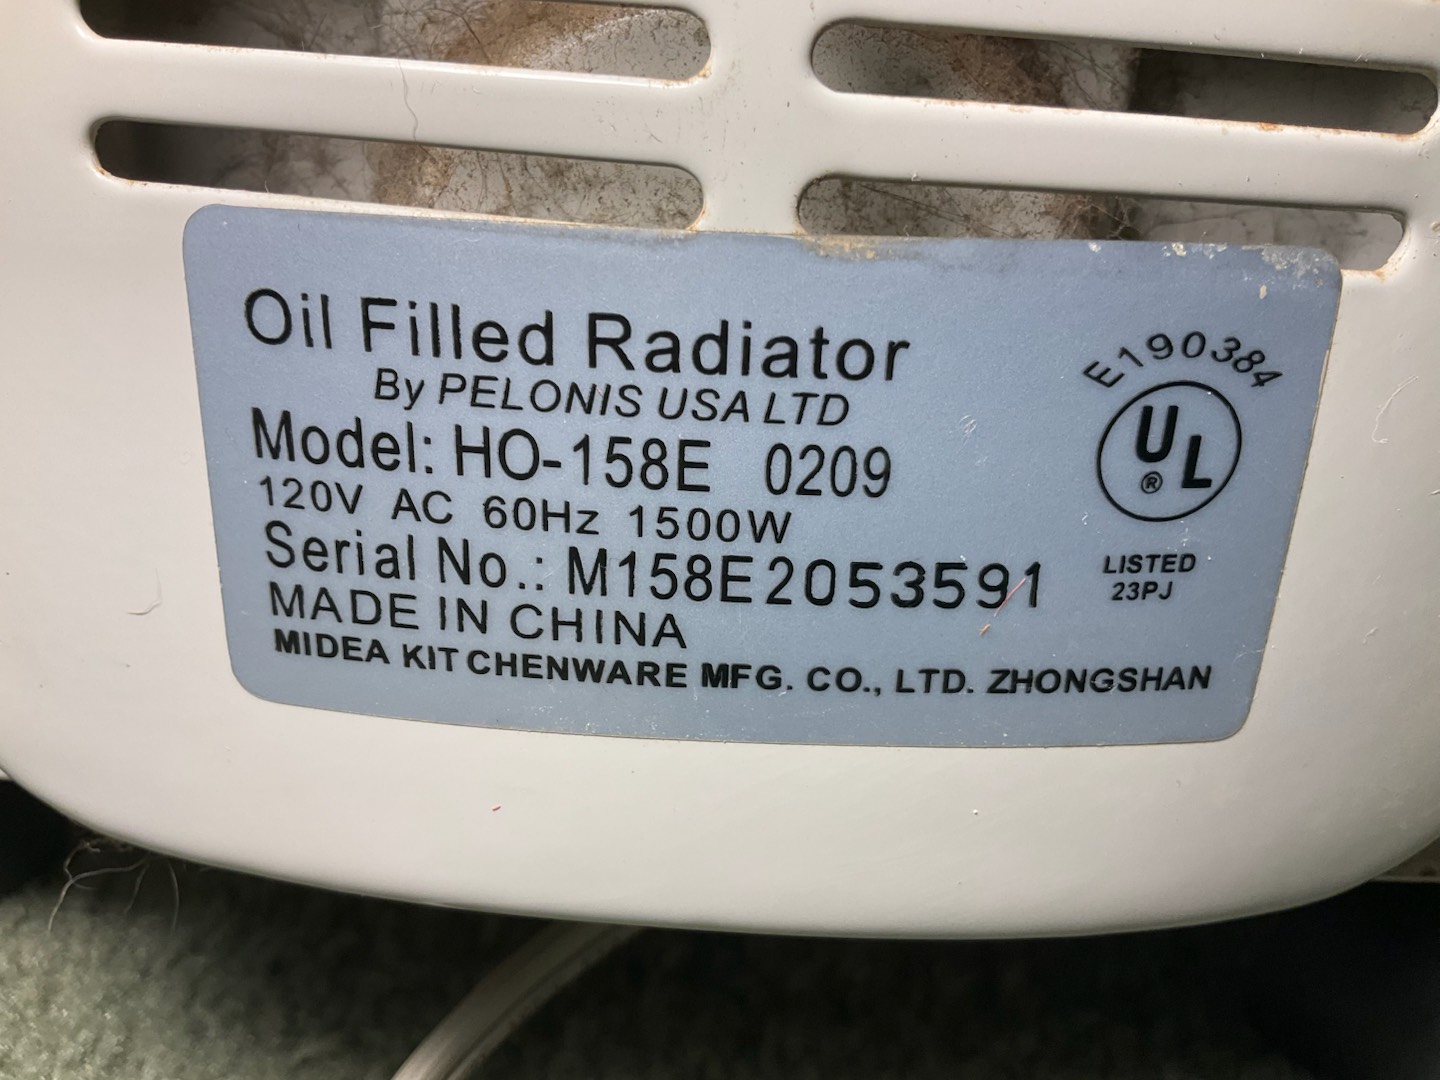 Oil Filled Radiator
By PELONIS USA LTD
Model: HO-158E 0209
120V AC 60Hz 1500W
Serial No.: M158E2053591
MADE IN CHINA
MIDEA KITCHENWARE MFG. CO., LTD. ZHONGSHAN
E190384
UL
®
LISTED
23PJ